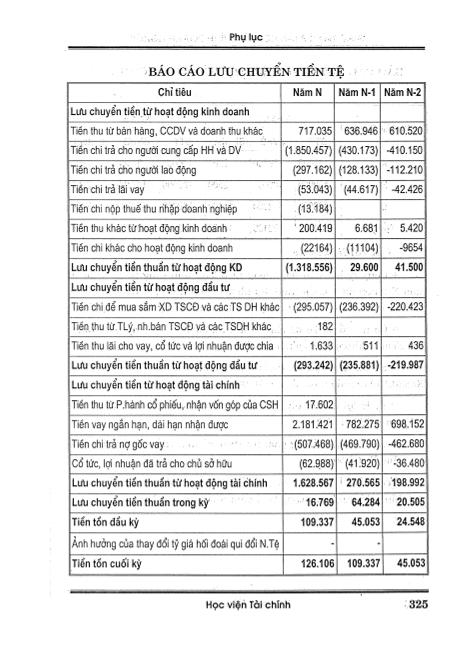 Phụ lục
BÁO CÁO LƯU CHUYỂN TIỀN TỆ
Chỉ tiêu Năm N Năm N-1 Năm N-2
Lưu chuyển tiền từ hoạt động kinh doanh
Tiền thu từ bán hàng, CCDV và doanh thu khác 717.035 636.946 610.520
Tiền chi trả cho người cung cấp HH và DV (1.850.457) (430.173) -410.150
Tiền chi trả cho người lao động (297.162) (128.133) -112.210
Tiền chi trả lãi vay (53.043) (44.617) -42.426
Tiền chi nộp thuế thu nhập doanh nghiệp (13.184)
Tiền thu khác từ hoạt động kinh doanh 200.419 6.681 5.420
Tiền chi khác cho hoạt động kinh doanh (22164) (11104) -9654
Lưu chuyển tiền thuần từ hoạt động KD (1.318.556) 29.600 41.500
Lưu chuyển tiền từ hoạt động đầu tư
Tiền chi để mua sắm XD TSCĐ và các TS DH khác (295.057) (236.392) -220.423
Tiền thu từ TLý, nh.bán TSCĐ và các TSDH khác 182
Tiền thu lãi cho vay, cổ tức và lợi nhuận được chia 1.633 511 436
Lưu chuyển tiền thuần từ hoạt động đầu tư (293.242) (235.881) -219.987
Lưu chuyển tiền từ hoạt động tài chính
Tiền thu từ P.hành cổ phiếu, nhận vốn góp của CSH 17.602
Tiền vay ngắn hạn, dài hạn nhận được 2.181.421 782.275 698.152
Tiền chi trả nợ gốc vay (507.468) (469.790) -462.680
Cổ tức, lợi nhuận đã trả cho chủ sở hữu (62.988) (41.920) -36.480
Lưu chuyển tiền thuần từ hoạt động tài chính 1.628.567 270.565 198.992
Lưu chuyển tiền thuần trong kỳ 16.769 64.284 20.505
Tiền tồn đầu kỳ 109.337 45.053 24.548
Ảnh hưởng của thay đổi tỷ giá hối đoái qui đổi N.Tệ - -
Tiền tồn cuối kỳ 126.106 109.337 45.053
Học viện Tài chính 325